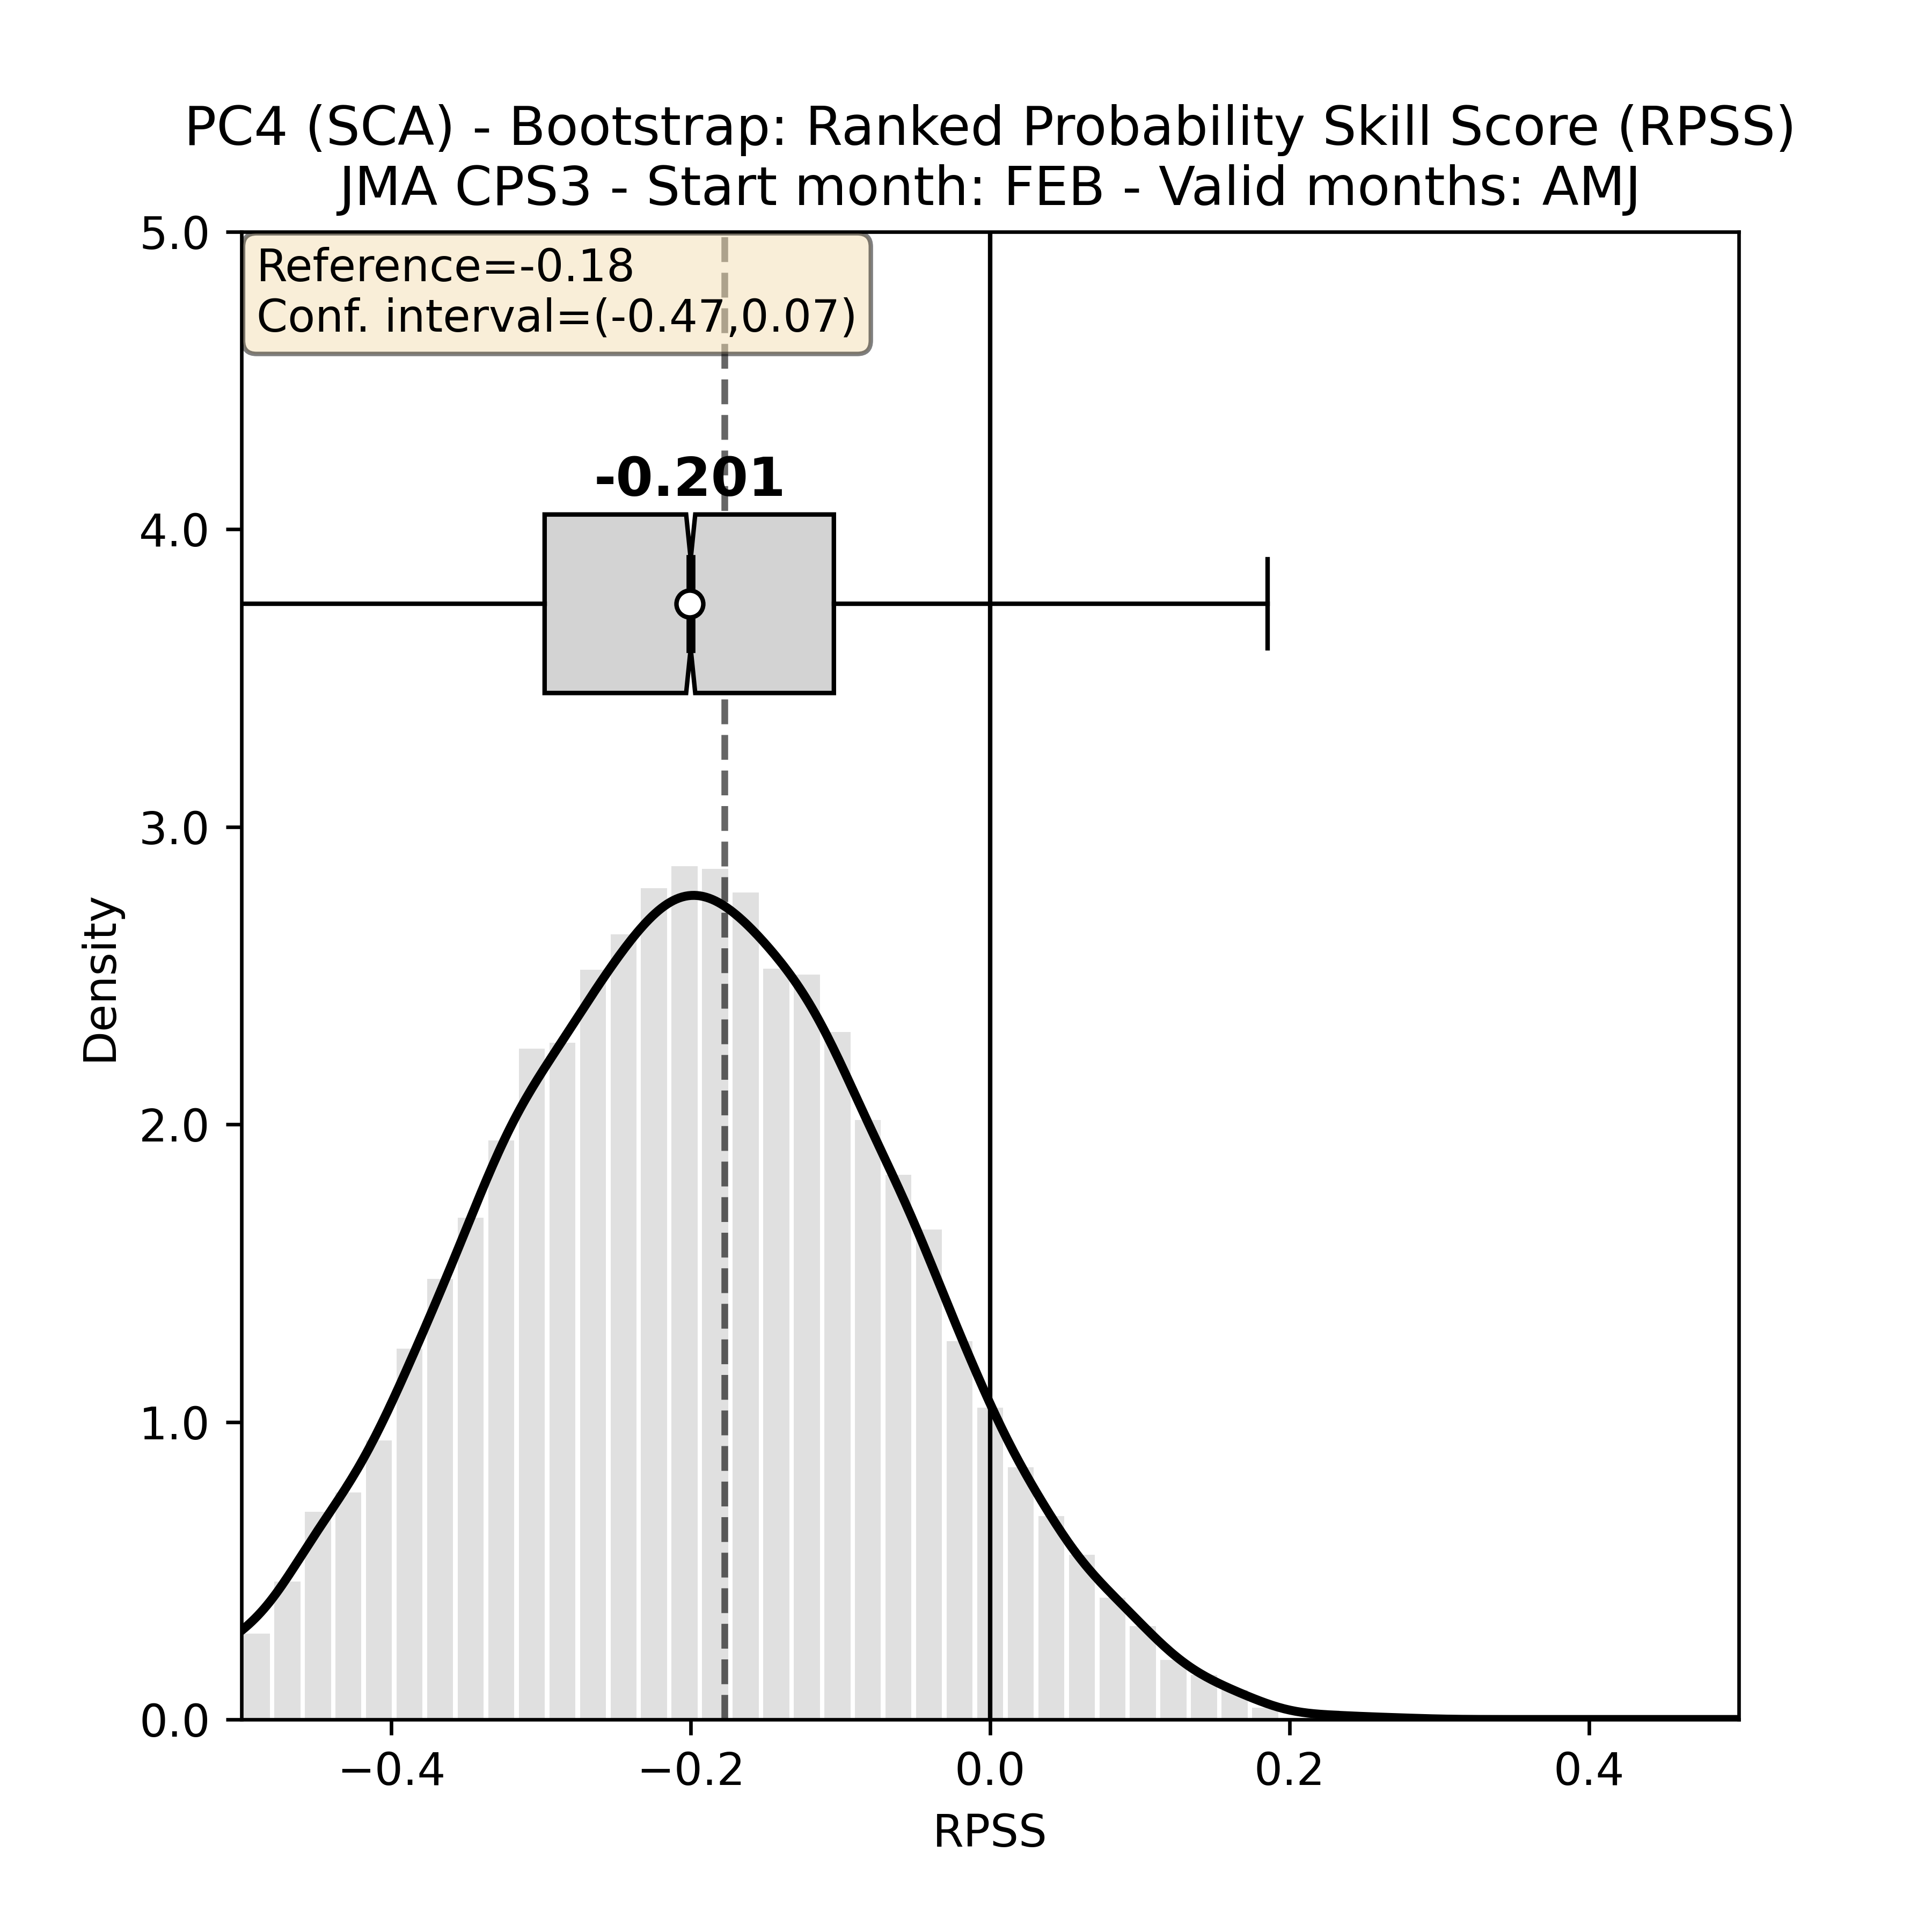 PC4 (SCA) - Bootstrap: Ranked Probability Skill Score (RPSS)
JMA CPS3 - Start month: FEB - Valid months: AMJ
Reference=-0.18
Conf. interval=(-0.47,0.07)
-0.201
5.0
4.0
3.0
2.0
1.0
0.0
Density
−0.4
−0.2
0.0
0.2
0.4
RPSS